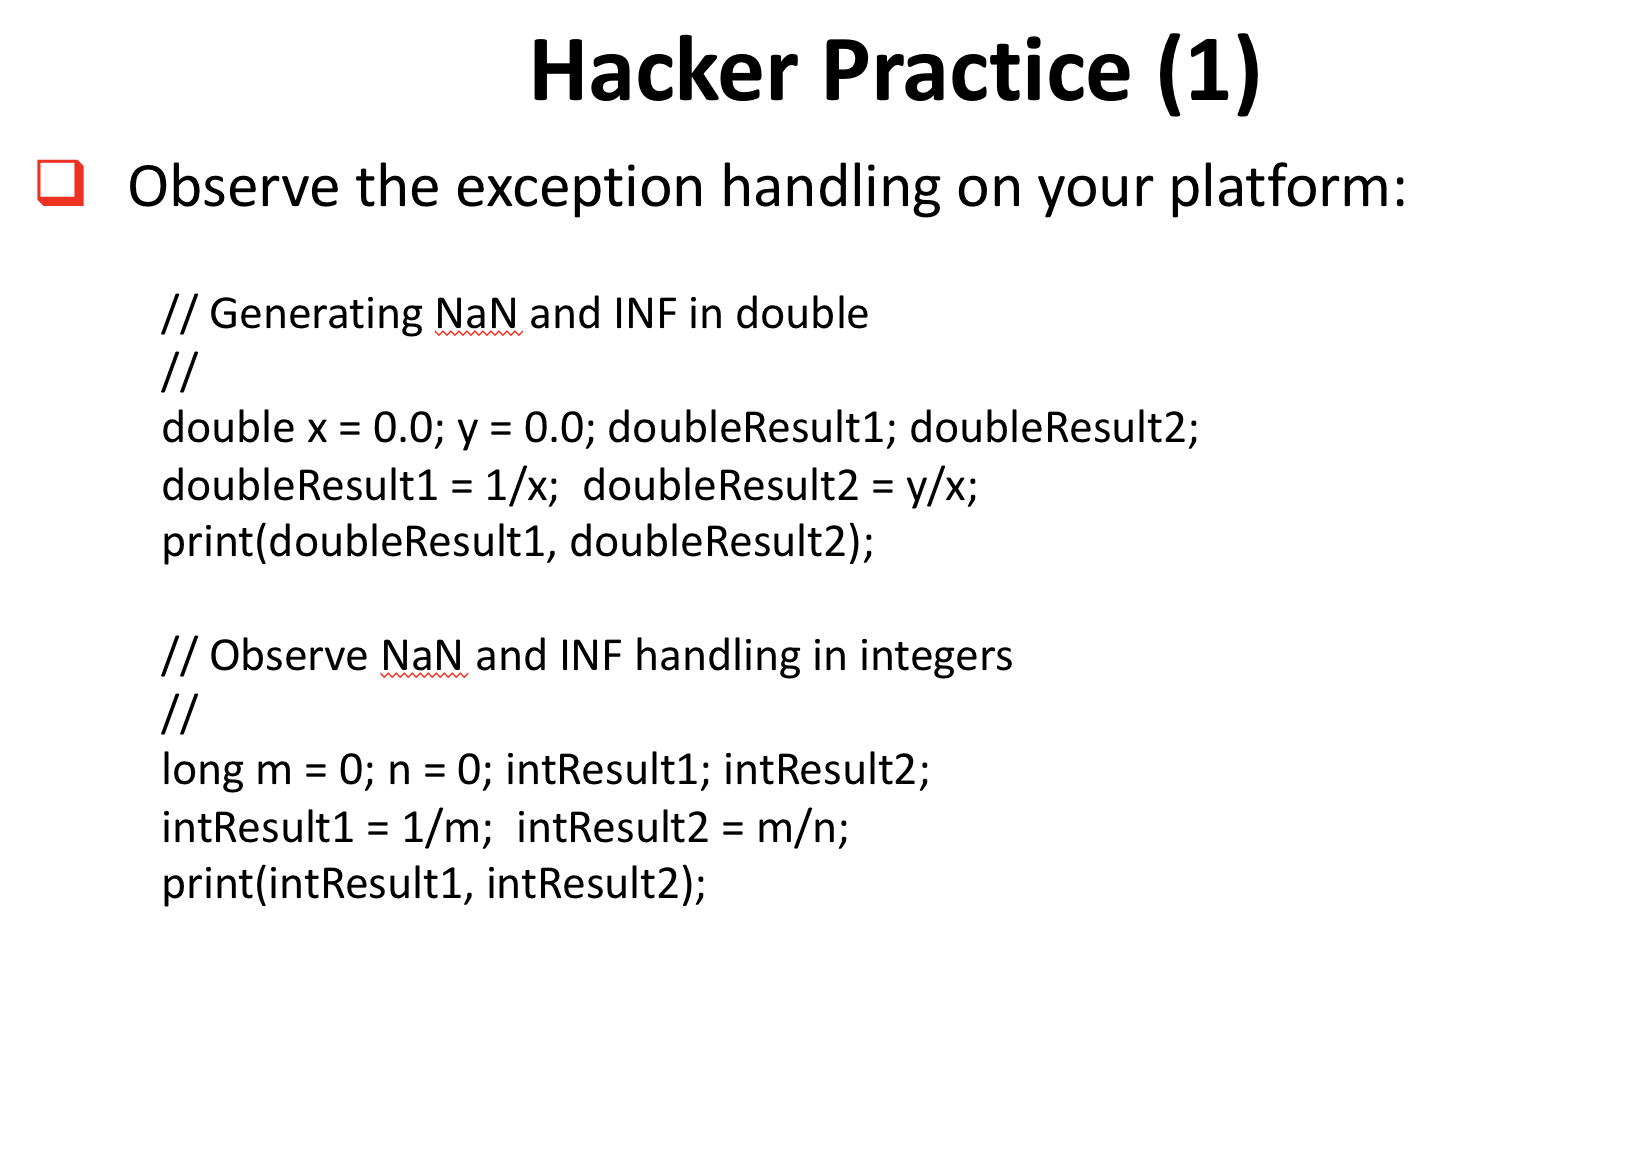 Hacker Practice (1)
Observe the exception handling on your platform:
// Generating NaN and INF in double
//
double x = 0.0; y = 0.0; doubleResult1; doubleResult2;
doubleResult1 = 1/x;  doubleResult2 = y/x;
print(doubleResult1, doubleResult2);
// Observe NaN and INF handling in integers
//
long m = 0; n = 0; intResult1; intResult2;
intResult1 = 1/m;  intResult2 = m/n;
print(intResult1, intResult2);